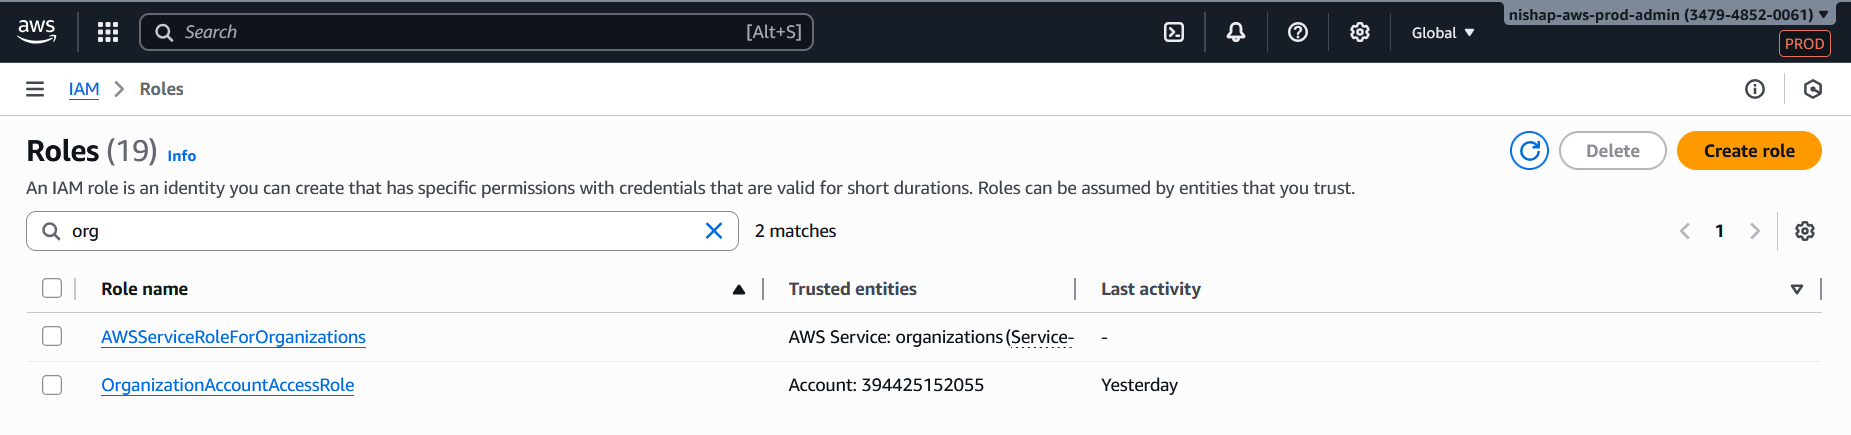 aws
Search [Alt+S]
Global
nishap-aws-prod-admin (3479-4852-0061)
PROD
IAM > Roles
Roles (19) Info
Delete
Create role
An IAM role is an identity you can create that has specific permissions with credentials that are valid for short durations. Roles can be assumed by entities that you trust.
org
2 matches
1
Role name Trusted entities Last activity
AWSServiceRoleForOrganizations AWS Service: organizations (Service- -
OrganizationAccountAccessRole Account: 394425152055 Yesterday